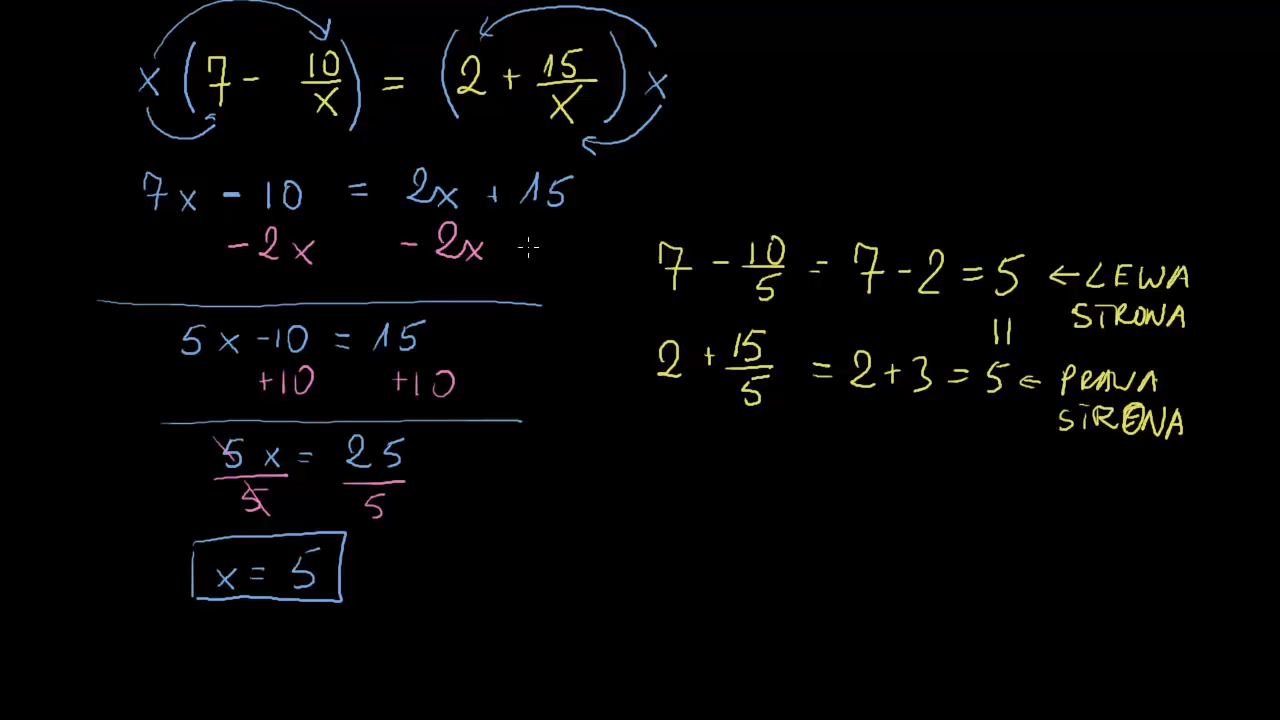 x (7 - 10/x) = (2 + 15/x) x
7x - 10 = 2x + 15
- 2x - 2x
5x - 10 = 15
+10 +10
5x/5 = 25/5
x = 5
7 - 10/5 = 7 - 2 = 5 ← LEWA
STRONA
||
2 + 15/5 = 2 + 3 = 5 ← PRAWA
STRONA